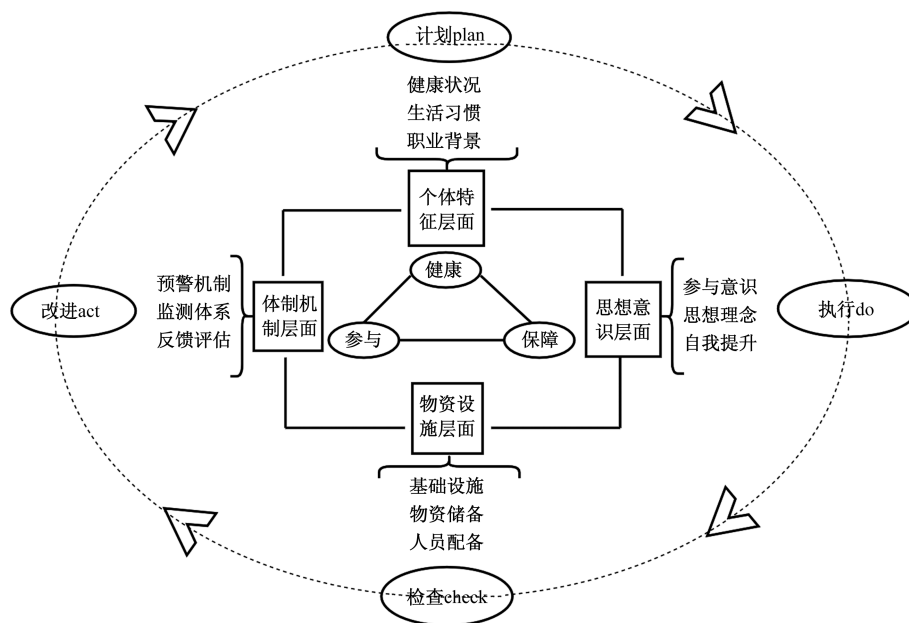 计划plan
健康状况
生活习惯
职业背景
个体特
征层面
健康
预警机制
监测体系
反馈评估
体制机
制层面
参与
保障
思想意
识层面
参与意识
思想理念
自我提升
改进act
执行do
物资设
施层面
基础设施
物资储备
人员配备
检查check